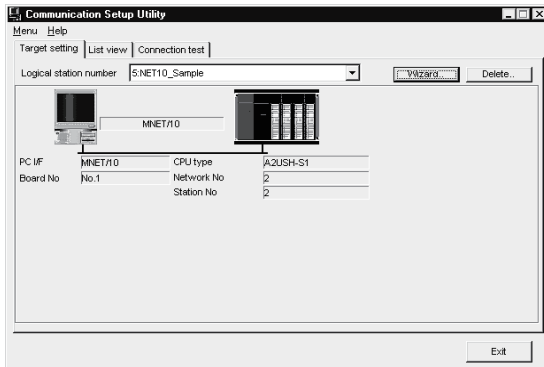 Communication Setup Utility
Menu Help
Target setting List view Connection test
Logical station number 5:NET10_Sample Wizard... Delete..
MNET/10
PC I/F MNET/10 CPU type A2USH-S1
Board No No.1 Network No 2
Station No 2
Exit